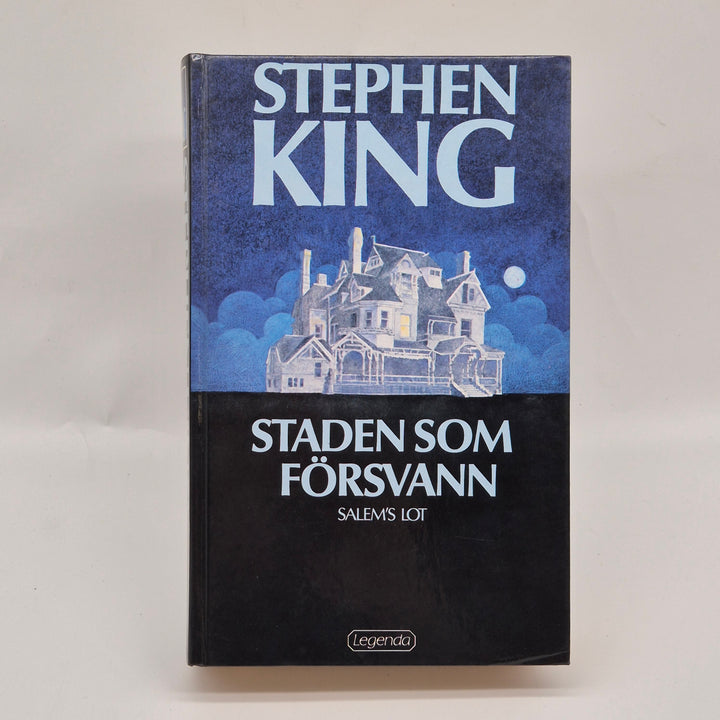 STEPHEN
KING
STADEN SOM
FÖRSVANN
SALEM'S LOT
Legenda